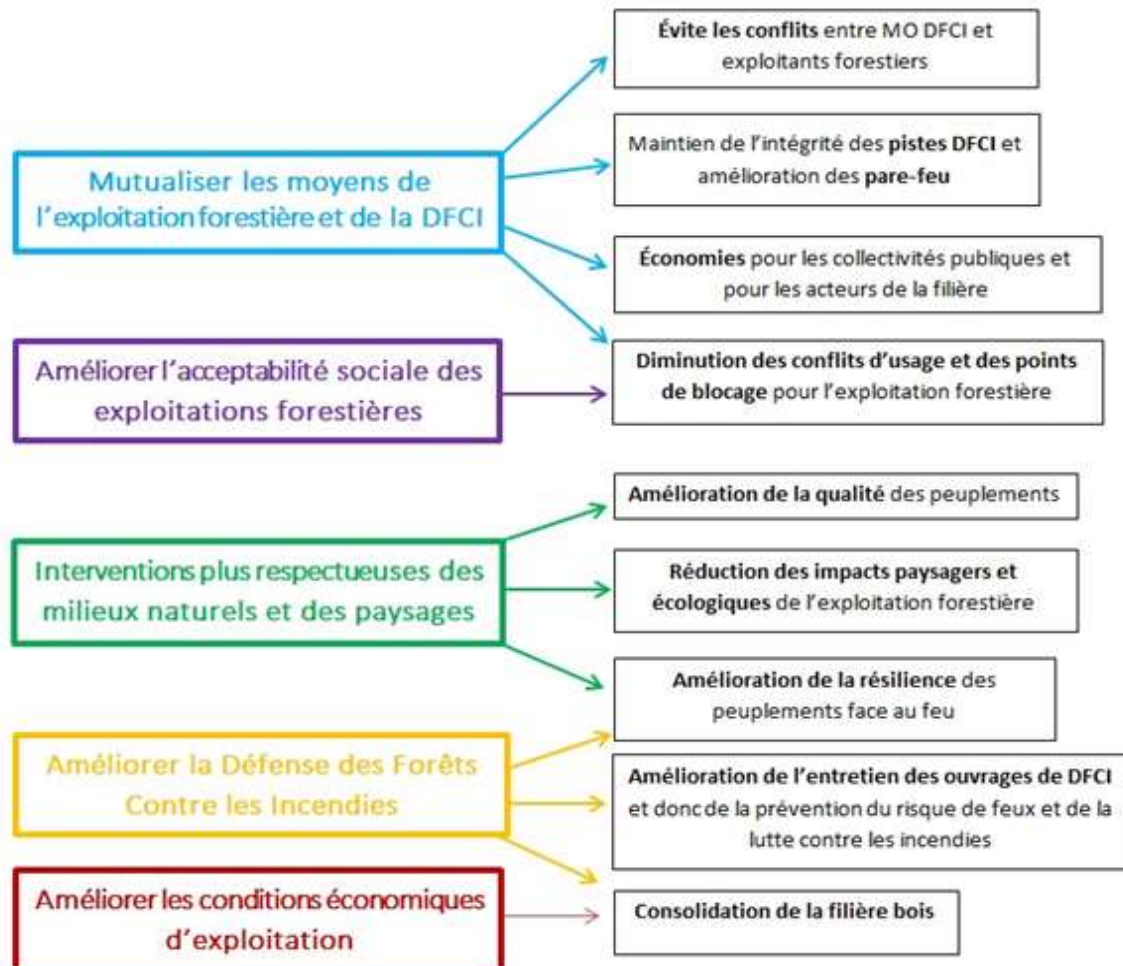 Mutualiser les moyens de
l'exploitation forestière et de la DFCI
Évite les conflits entre MO DFCI et
exploitants forestiers
Maintien de l'intégrité des pistes DFCI et
amélioration des pare-feu
Économies pour les collectivités publiques et
pour les acteurs de la filière
Améliorer l'acceptabilité sociale des
exploitations forestières
Diminution des conflits d'usage et des points
de blocage pour l'exploitation forestière
Interventions plus respectueuses des
milieux naturels et des paysages
Amélioration de la qualité des peuplements
Réduction des impacts paysagers et
écologiques de l'exploitation forestière
Amélioration de la résilience des
peuplements face au feu
Améliorer la Défense des Forêts
Contre les Incendies
Amélioration de l'entretien des ouvrages de DFCI
et donc de la prévention du risque de feux et de la
lutte contre les incendies
Améliorer les conditions économiques
d'exploitation
Consolidation de la filière bois